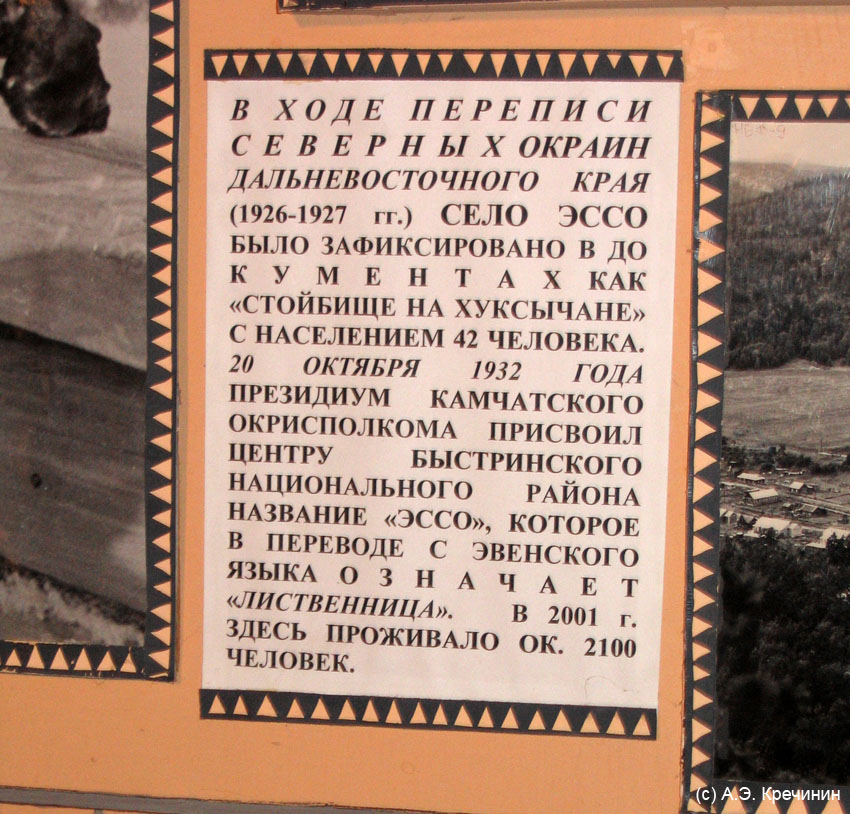 В ХОДЕ ПЕРЕПИСИ
СЕВЕРНЫХ ОКРАИН
ДАЛЬНЕВОСТОЧНОГО КРАЯ
(1926-1927 гг.) СЕЛО ЭССО
БЫЛО ЗАФИКСИРОВАНО В ДО
КУМЕНТАХ КАК
«СТОЙБИЩЕ НА ХУКСЫЧАНЕ»
С НАСЕЛЕНИЕМ 42 ЧЕЛОВЕКА.
20 ОКТЯБРЯ 1932 ГОДА
ПРЕЗИДИУМ КАМЧАТСКОГО
ОКРИСПОЛКОМА ПРИСВОИЛ
ЦЕНТРУ БЫСТРИНСКОГО
НАЦИОНАЛЬНОГО РАЙОНА
НАЗВАНИЕ «ЭССО», КОТОРОЕ
В ПЕРЕВОДЕ С ЭВЕНСКОГО
ЯЗЫКА ОЗНАЧАЕТ
«ЛИСТВЕННИЦА». В 2001 г.
ЗДЕСЬ ПРОЖИВАЛО ОК. 2100
ЧЕЛОВЕК.
(c) А.Э. Кречинин